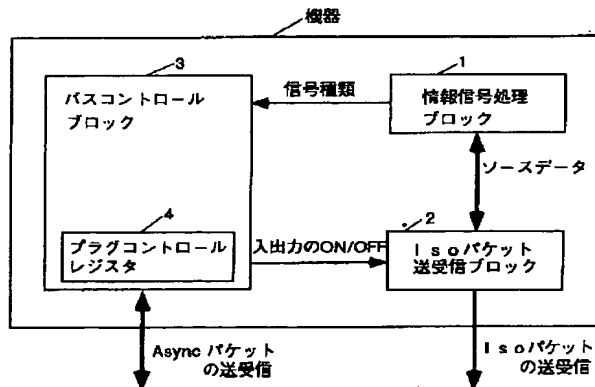 機器
3
バスコントロール
ブロック
信号種類
1
情報信号処理
ブロック
ソースデータ
4
プラグコントロール
レジスタ
入出力のON/OFF
2
Isoパケット
送受信ブロック
Async パケット
の送受信
Isoパケット
の送受信